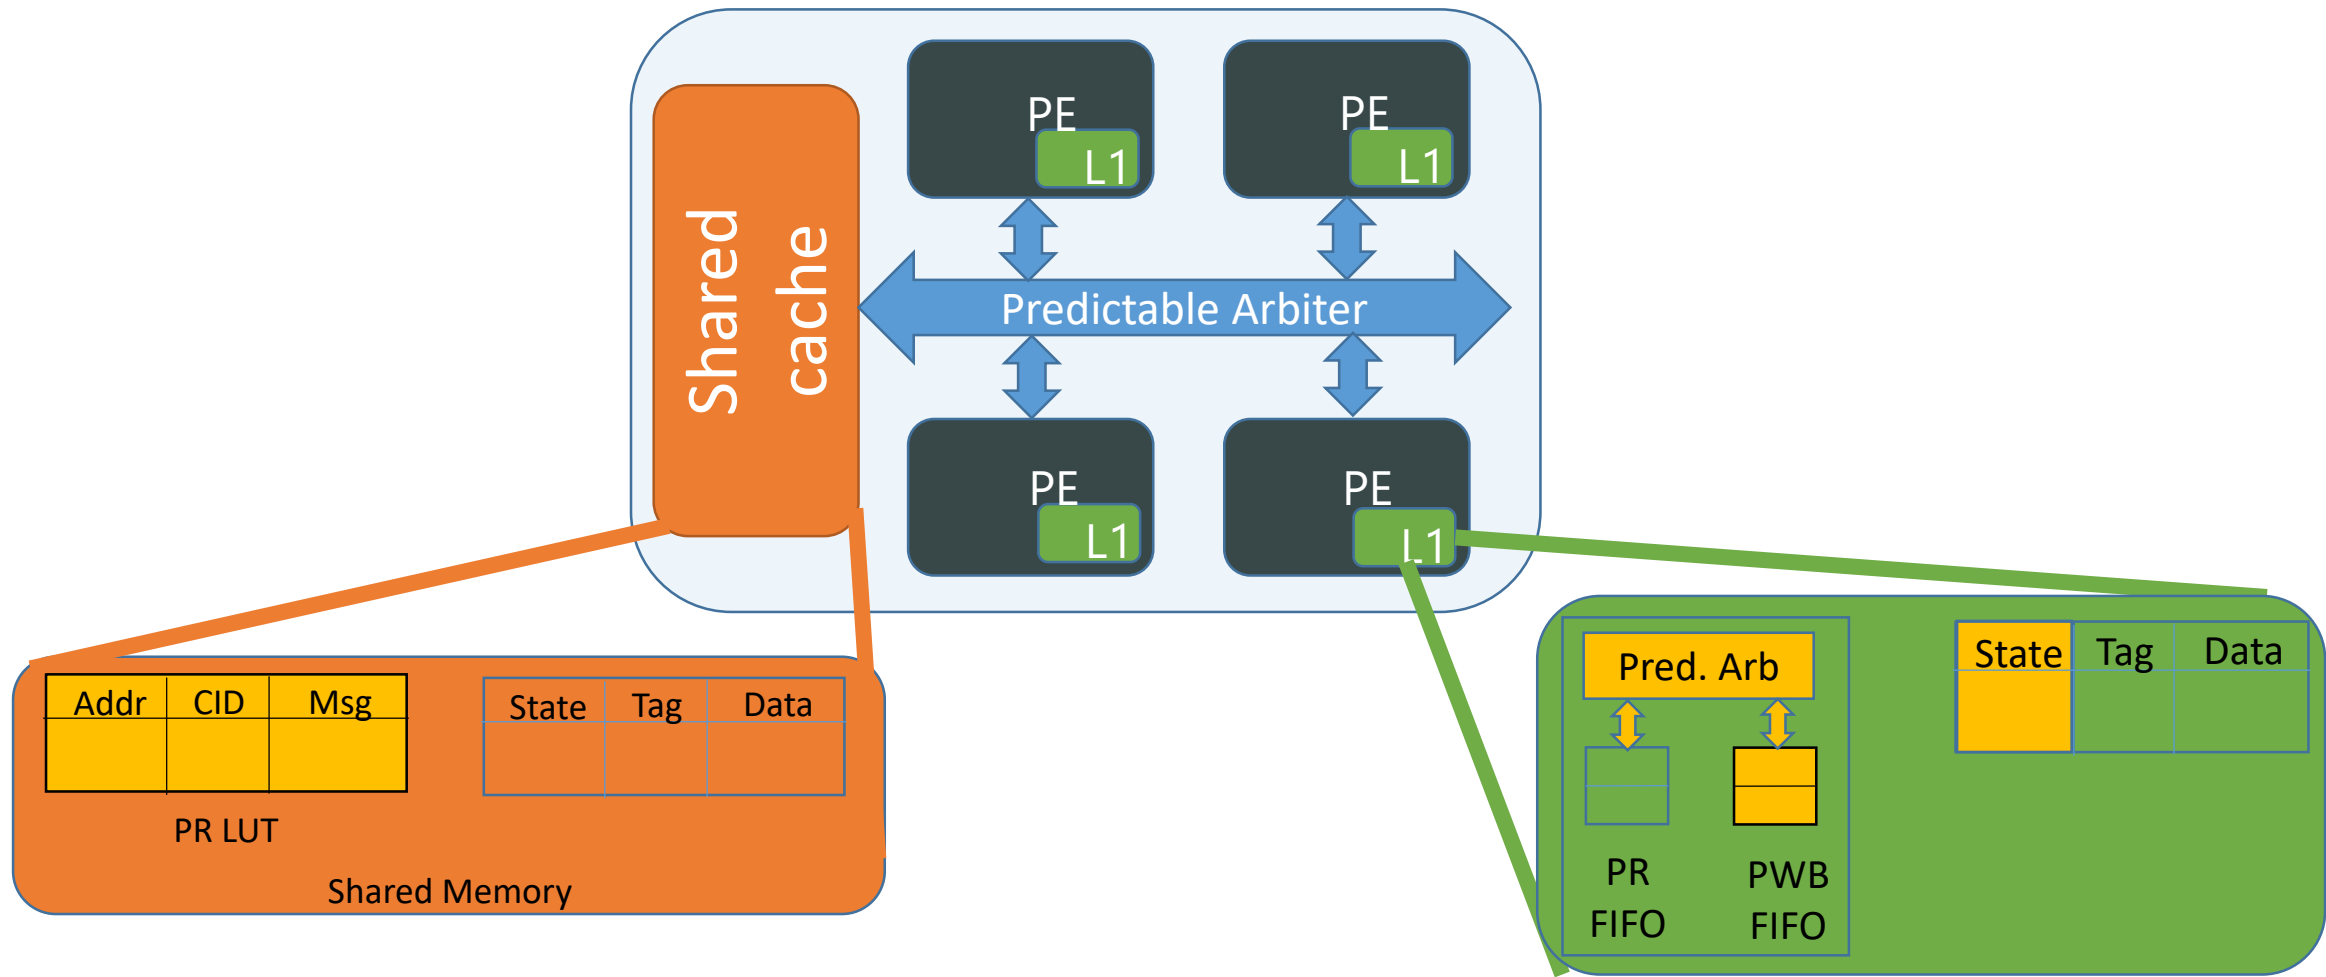 PE
L1
PE
L1
Shared
cache
Predictable Arbiter
PE
L1
PE
L1
Addr CID Msg
PR LUT
State Tag Data
Shared Memory
Pred. Arb
PR
FIFO
PWB
FIFO
State Tag Data